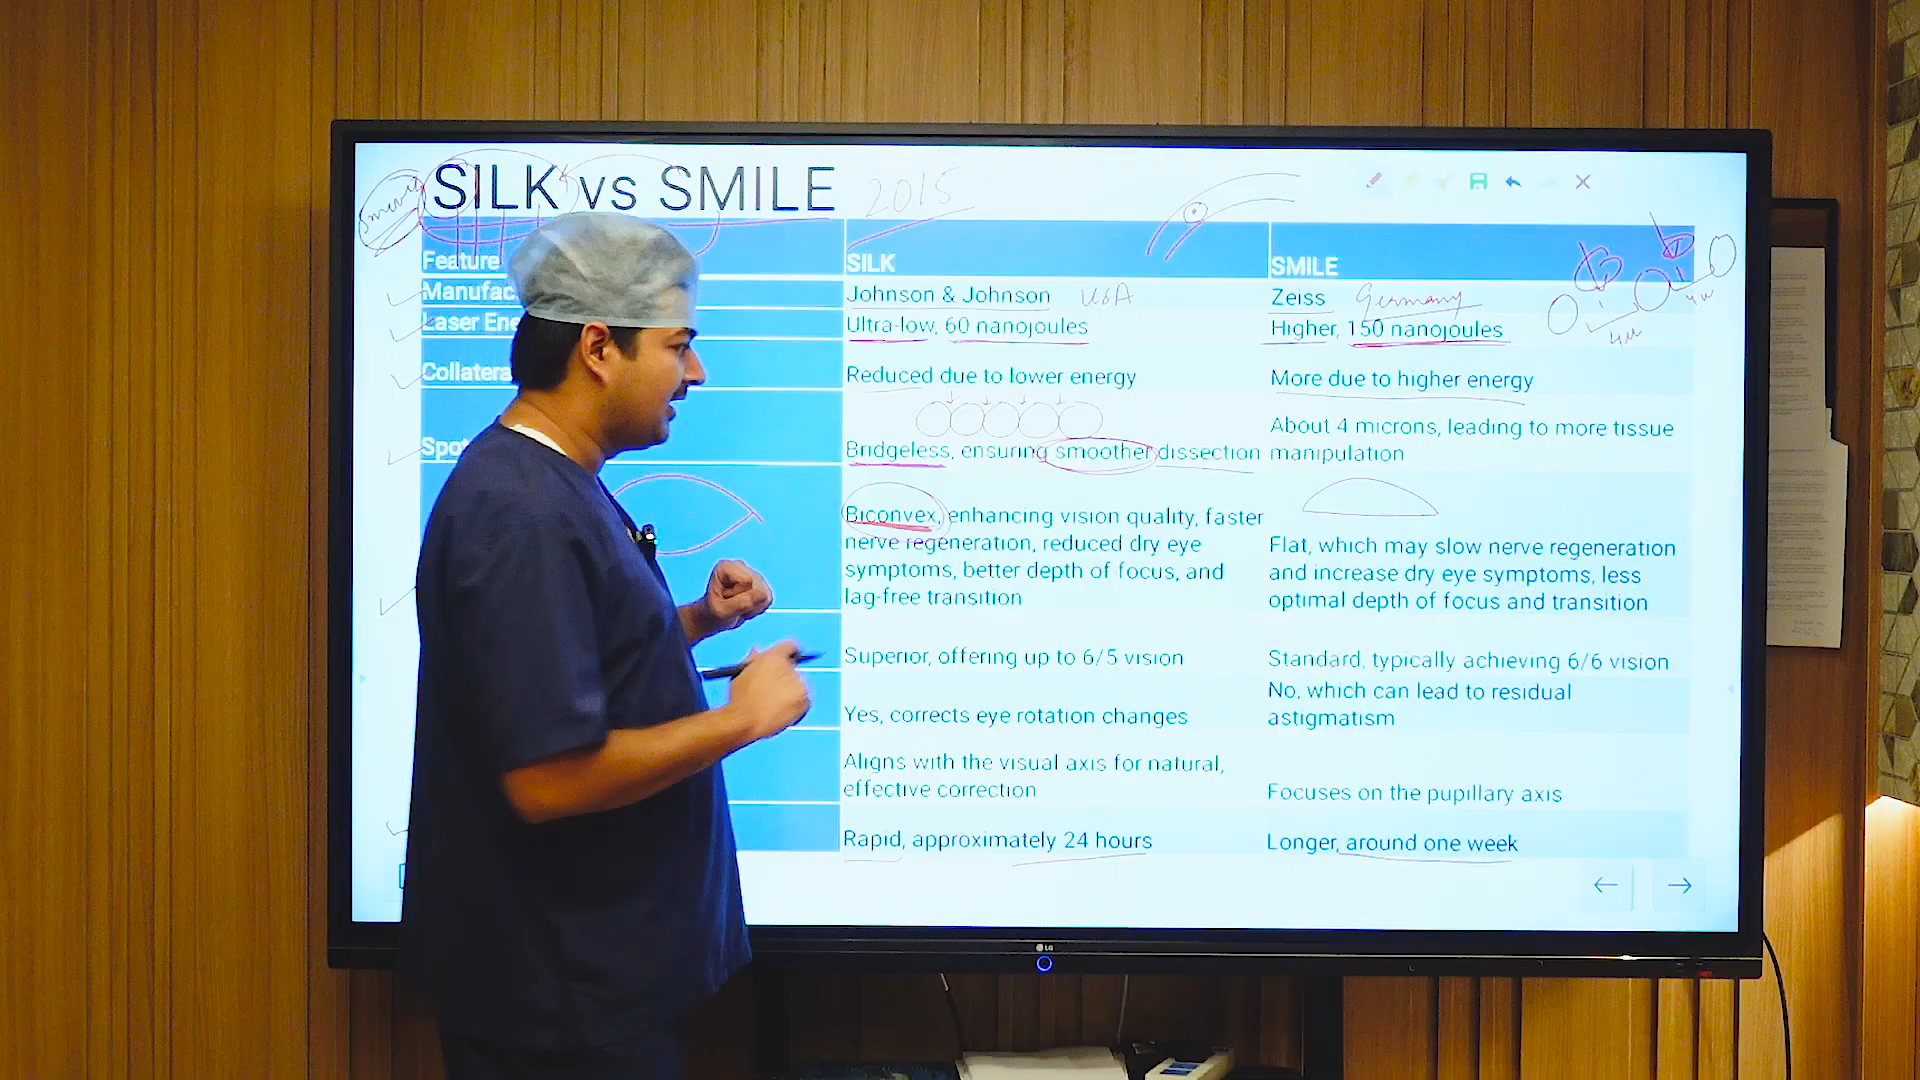 SILK vs SMILE 2015
Feature SILK SMILE
Manufac Johnson & Johnson USA Zeiss Germany
Laser Ene Ultra-low, 60 nanojoules Higher, 150 nanojoules
4u
4u
Collatera Reduced due to lower energy More due to higher energy
Spot Bridgeless, ensuring smoother dissection
About 4 microns, leading to more tissue
manipulation
Biconvex, enhancing vision quality, faster
nerve regeneration, reduced dry eye
symptoms, better depth of focus, and
lag-free transition
Flat, which may slow nerve regeneration
and increase dry eye symptoms, less
optimal depth of focus and transition
Superior, offering up to 6/5 vision Standard, typically achieving 6/6 vision
Yes, corrects eye rotation changes
No, which can lead to residual
astigmatism
Aligns with the visual axis for natural,
effective correction
Focuses on the pupillary axis
Rapid, approximately 24 hours Longer, around one week
LG